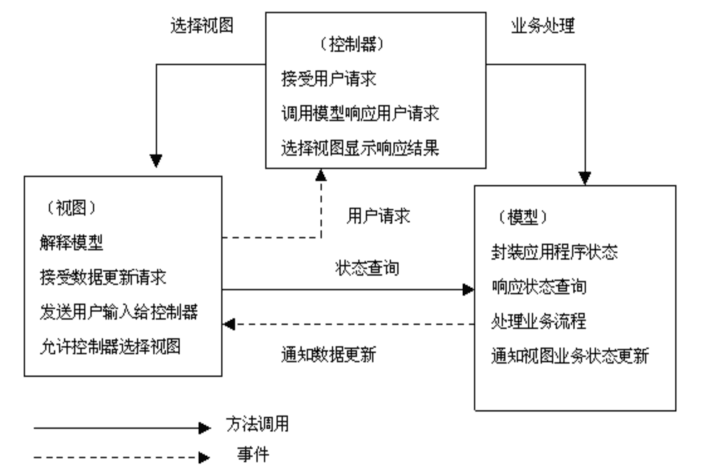 选择视图
业务处理
（控制器）
接受用户请求
调用模型响应用户请求
选择视图显示响应结果
（视图）
解释模型
接受数据更新请求
发送用户输入给控制器
允许控制器选择视图
用户请求
状态查询
通知数据更新
（模型）
封装应用程序状态
响应状态查询
处理业务流程
通知视图业务状态更新
方法调用
事件